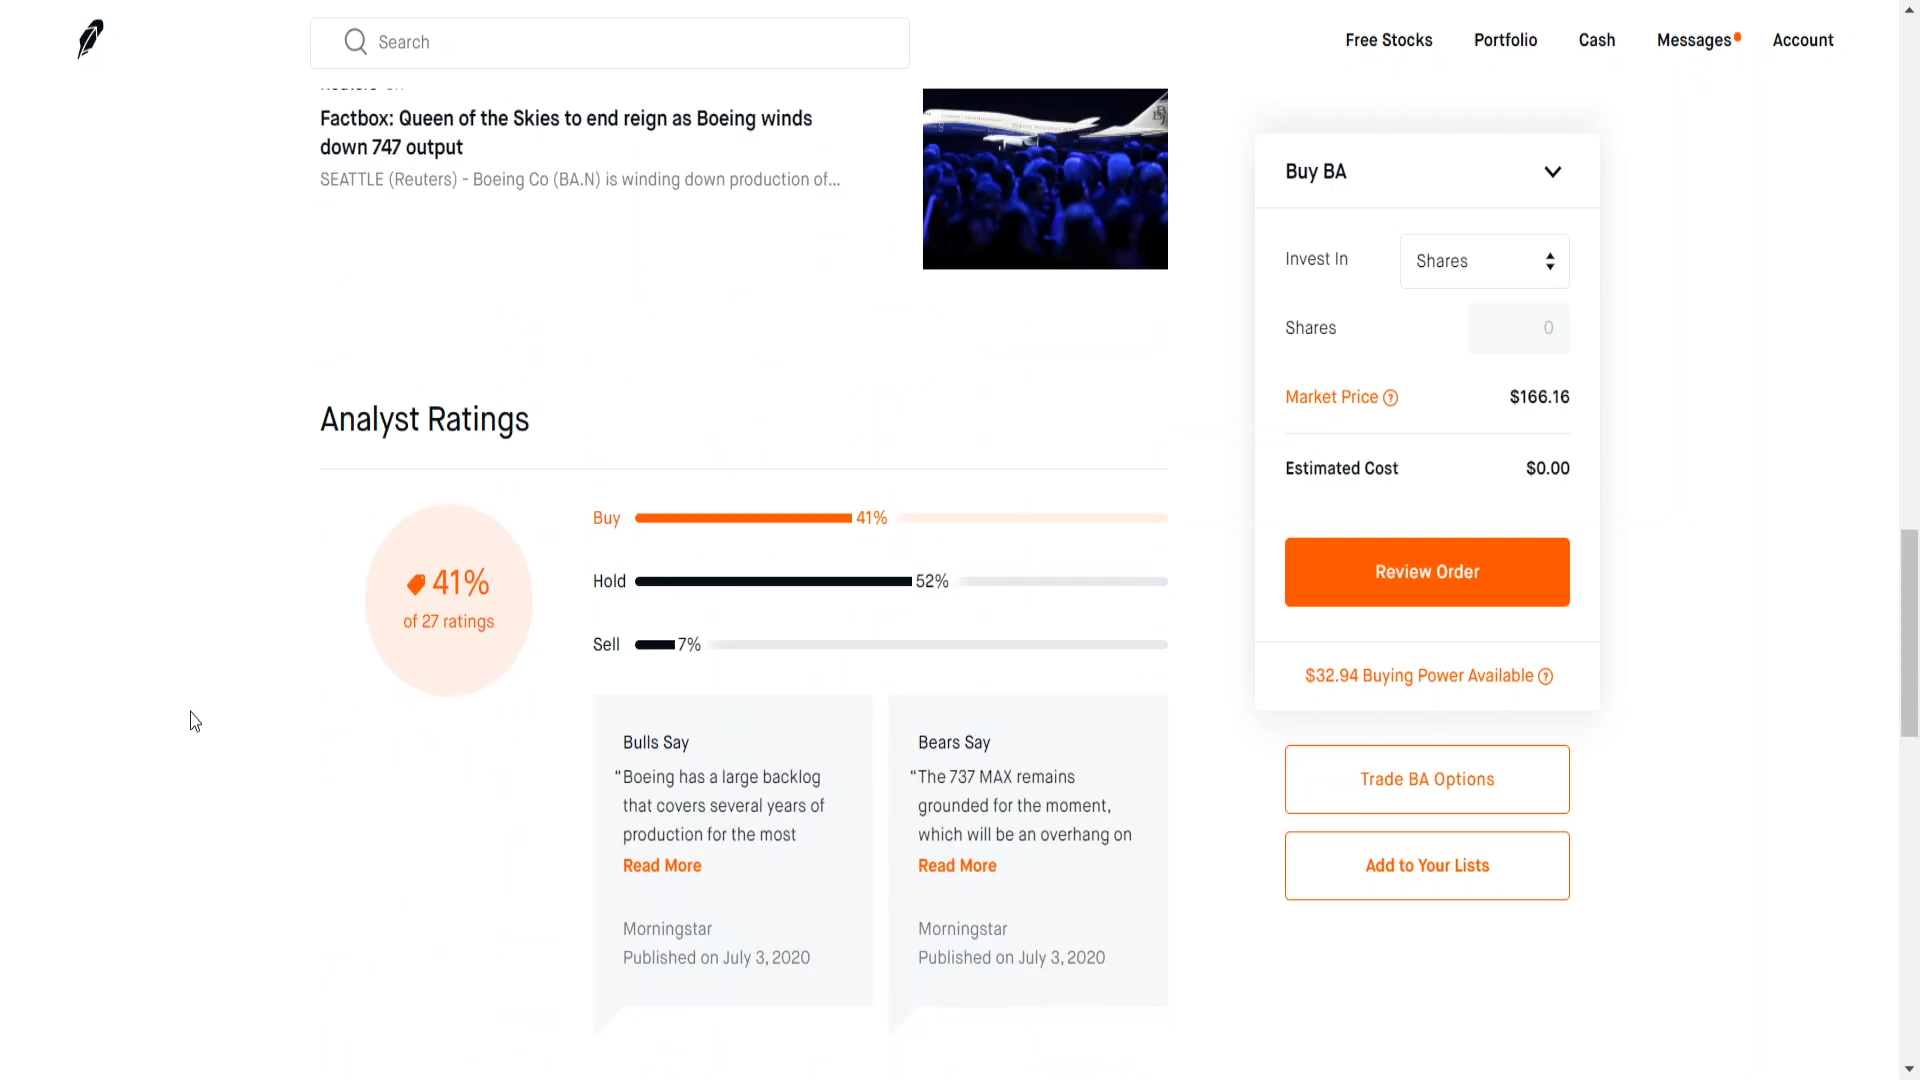 Search
Free Stocks
Portfolio
Cash
Messages
Account
Factbox: Queen of the Skies to end reign as Boeing winds
down 747 output
SEATTLE (Reuters) - Boeing Co (BA.N) is winding down production of...
Buy BA
Invest In
Shares
Shares
0
Market Price ?
$166.16
Estimated Cost
$0.00
Review Order
$32.94 Buying Power Available ?
Trade BA Options
Add to Your Lists
Analyst Ratings
41%
of 27 ratings
Buy 41%
Hold 52%
Sell 7%
Bulls Say
"Boeing has a large backlog
that covers several years of
production for the most
Read More
Morningstar
Published on July 3, 2020
Bears Say
"The 737 MAX remains
grounded for the moment,
which will be an overhang on
Read More
Morningstar
Published on July 3, 2020